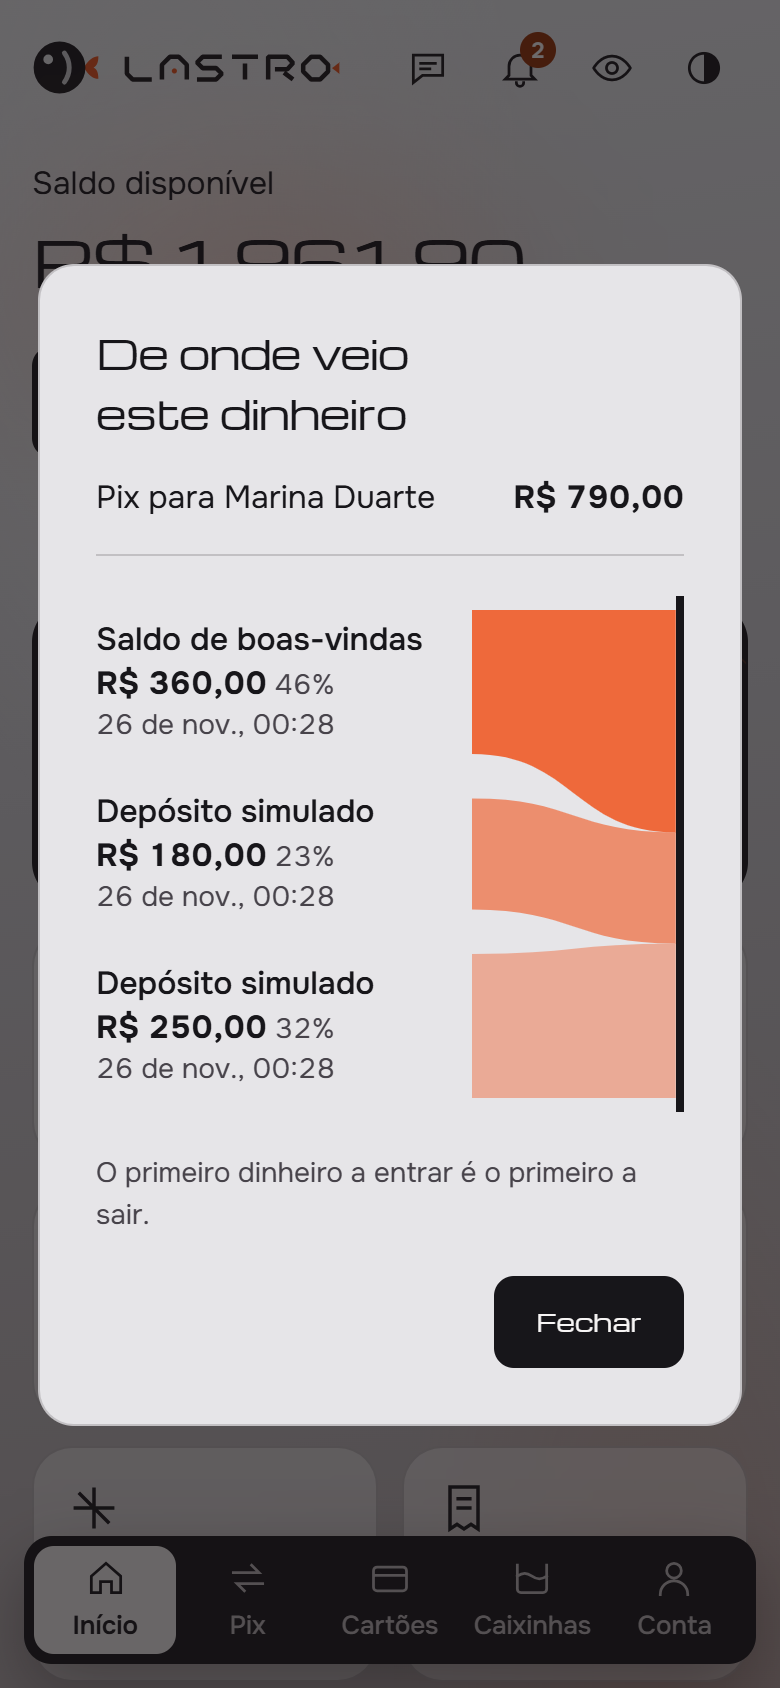 LASTRO
2
Saldo disponível
R$ 1.961,90
De onde veio
este dinheiro
Pix para Marina Duarte R$ 790,00
Saldo de boas-vindas
R$ 360,00 46%
26 de nov., 00:28
Depósito simulado
R$ 180,00 23%
26 de nov., 00:28
Depósito simulado
R$ 250,00 32%
26 de nov., 00:28
O primeiro dinheiro a entrar é o primeiro a
sair.
Fechar
Início Pix Cartões Caixinhas Conta